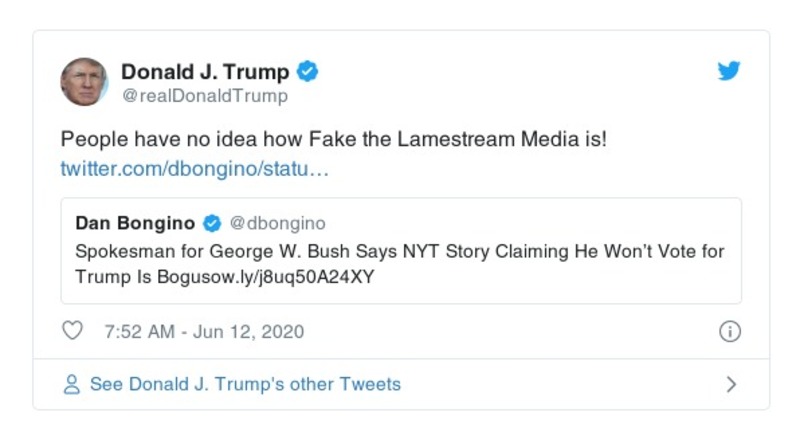 Donald J. Trump
@realDonaldTrump
People have no idea how Fake the Lamestream Media is!
twitter.com/dbongino/statu…
Dan Bongino @dbongino
Spokesman for George W. Bush Says NYT Story Claiming He Won’t Vote for
Trump Is Bogusow.ly/j8uq50A24XY
7:52 AM - Jun 12, 2020
See Donald J. Trump's other Tweets